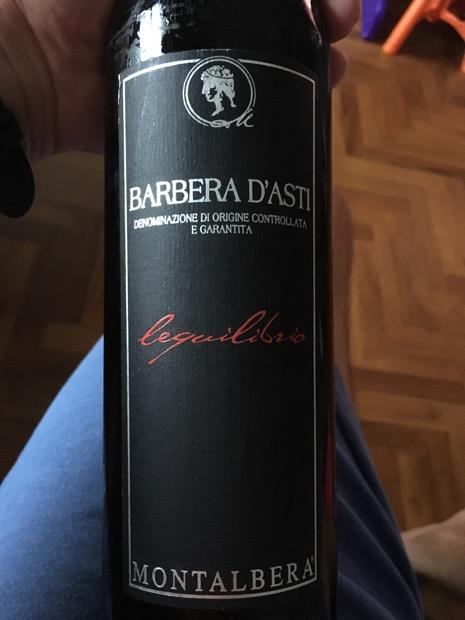 BARBERA D'ASTI
DENOMINAZIONE DI ORIGINE CONTROLLATA
E GARANTITA
lequilibrio
MONTALBERA®